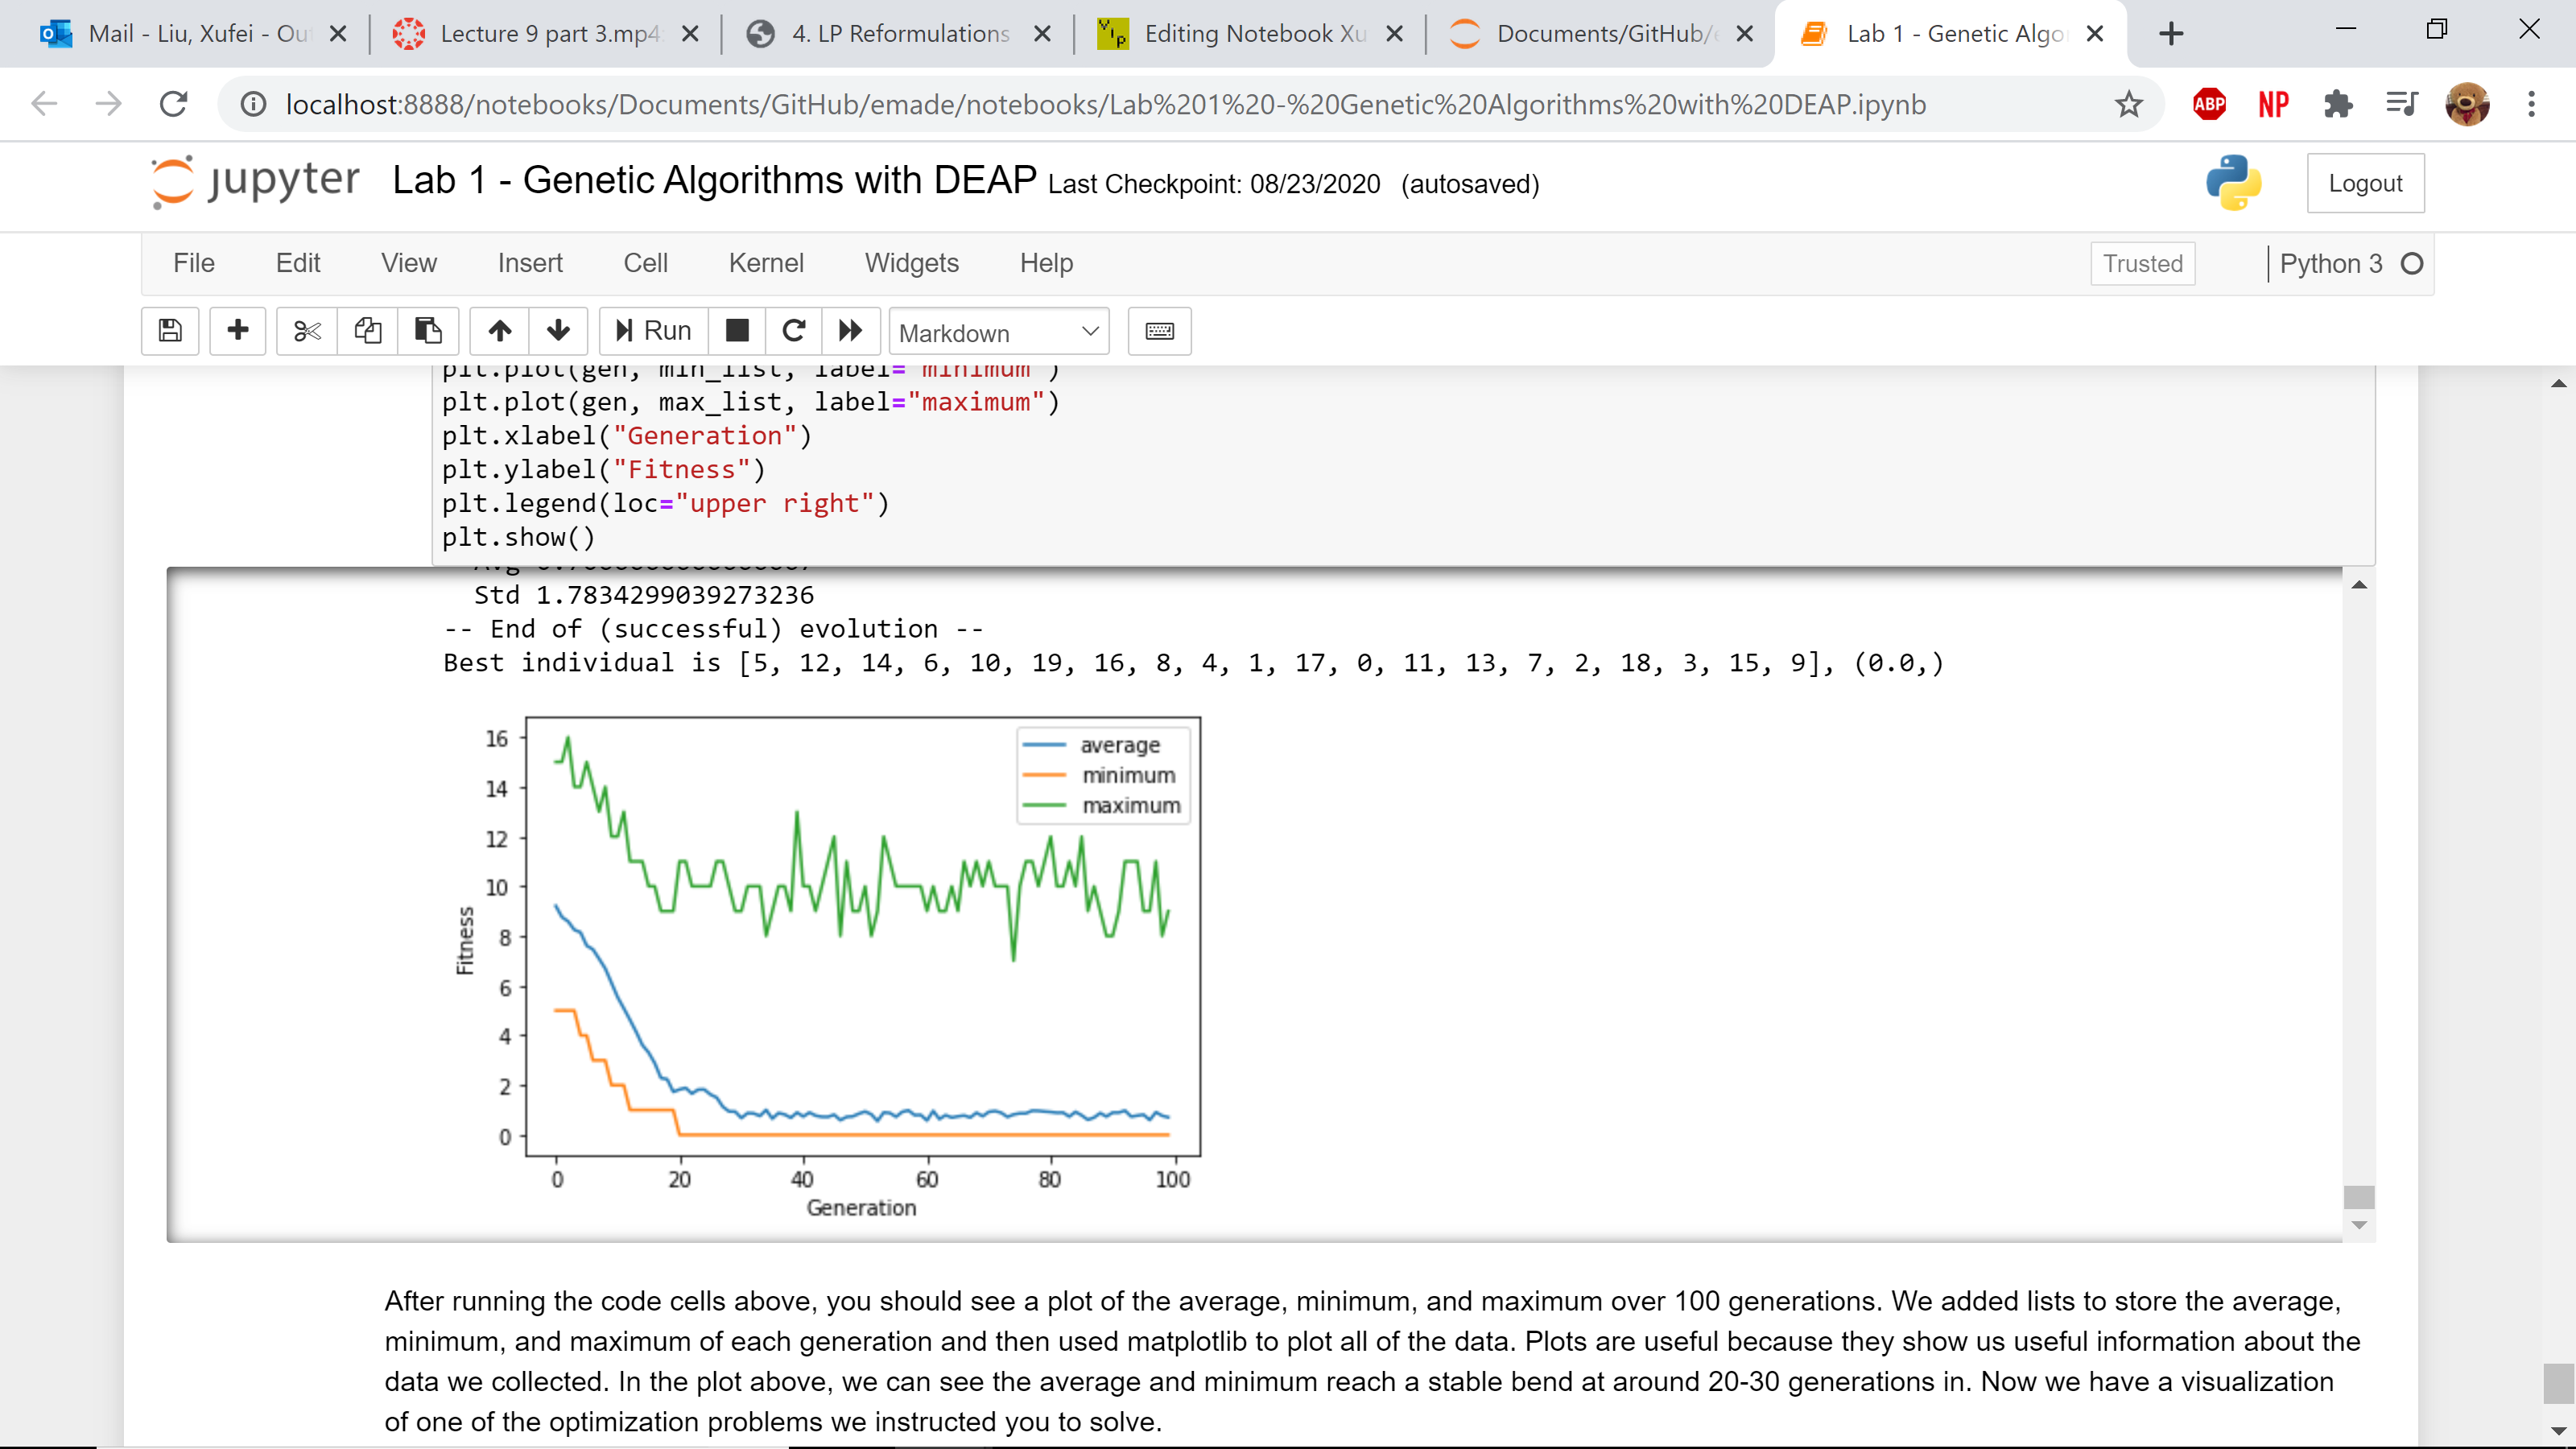 Mail - Liu, Xufei - Ou
Lecture 9 part 3.mp4
4. LP Reformulations
Editing Notebook Xu
Documents/GitHub/e
Lab 1 - Genetic Algo
localhost:8888/notebooks/Documents/GitHub/emade/notebooks/Lab%201%20-%20Genetic%20Algorithms%20with%20DEAP.ipynb
ABP
NP
jupyter Lab 1 - Genetic Algorithms with DEAP Last Checkpoint: 08/23/2020 (autosaved)
Logout
File Edit View Insert Cell Kernel Widgets Help
Trusted
Python 3
Run
Markdown
plt.plot(gen, min_list, label="minimum")
plt.plot(gen, max_list, label="maximum")
plt.xlabel("Generation")
plt.ylabel("Fitness")
plt.legend(loc="upper right")
plt.show()
Std 1.7834299039273236
-- End of (successful) evolution --
Best individual is [5, 12, 14, 6, 10, 19, 16, 8, 4, 1, 17, 0, 11, 13, 7, 2, 18, 3, 15, 9], (0.0,)
average
minimum
maximum
16
14
12
10
8
6
4
2
0
Fitness
0 20 40 60 80 100
Generation
After running the code cells above, you should see a plot of the average, minimum, and maximum over 100 generations. We added lists to store the average,
minimum, and maximum of each generation and then used matplotlib to plot all of the data. Plots are useful because they show us useful information about the
data we collected. In the plot above, we can see the average and minimum reach a stable bend at around 20-30 generations in. Now we have a visualization
of one of the optimization problems we instructed you to solve.